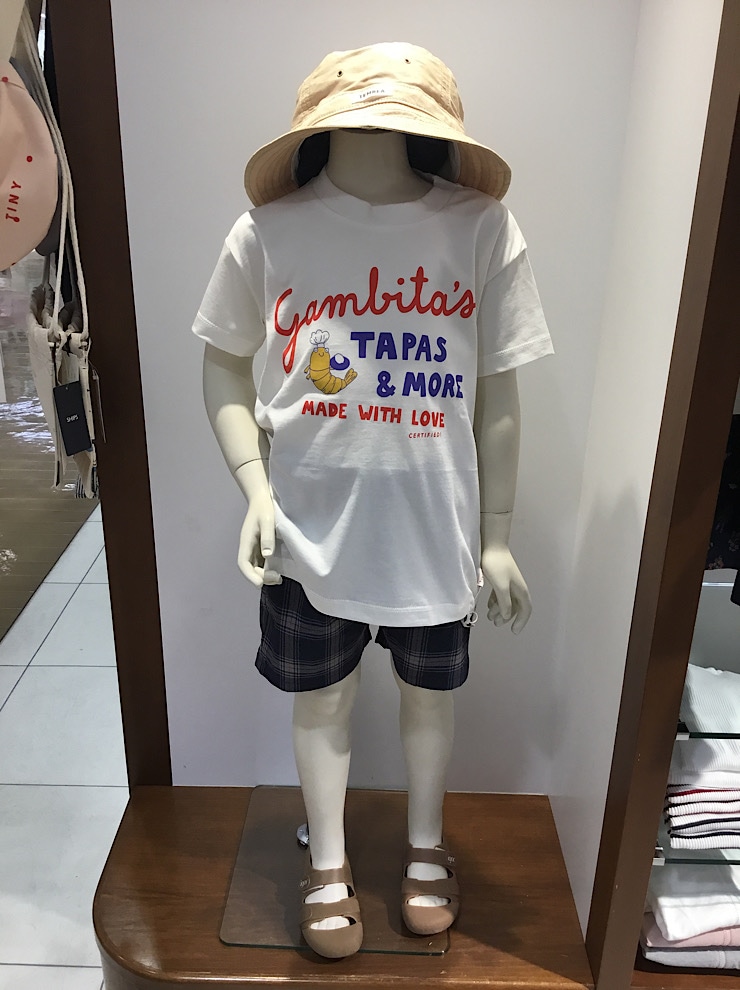 TINY
SHIPS
Gambita's
TAPAS
& MORE
MADE WITH LOVE
CERTIFIED!